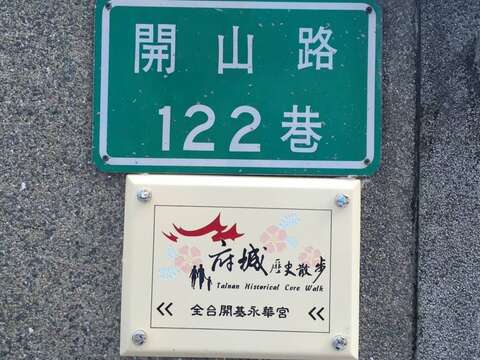 開山路
122巷
府城歷史散步
Tainan Historical Core Walk
<< 全台開基永華宮 <<